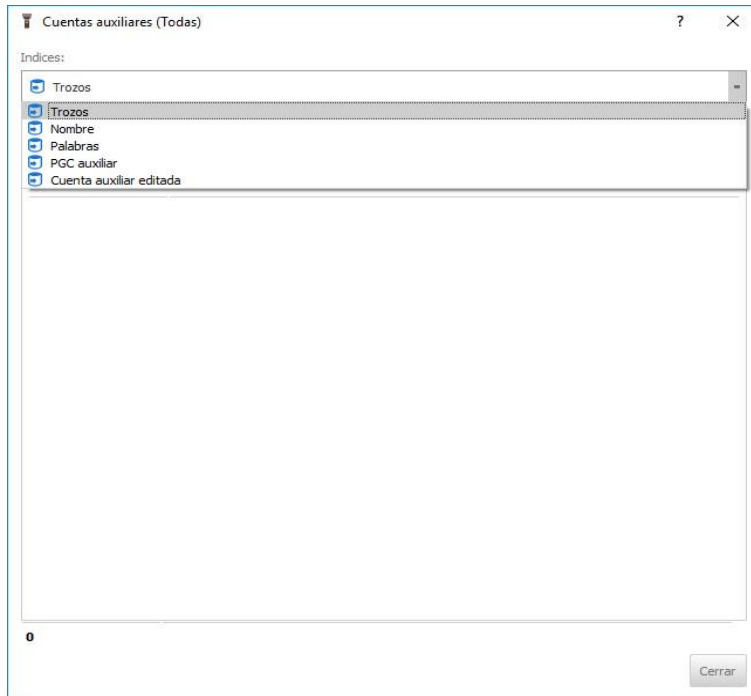 Cuentas auxiliares (Todas) ?
Indices:
Trozos
Trozos
Nombre
Palabras
PGC auxiliar
Cuenta auxiliar editada
0
Cerrar